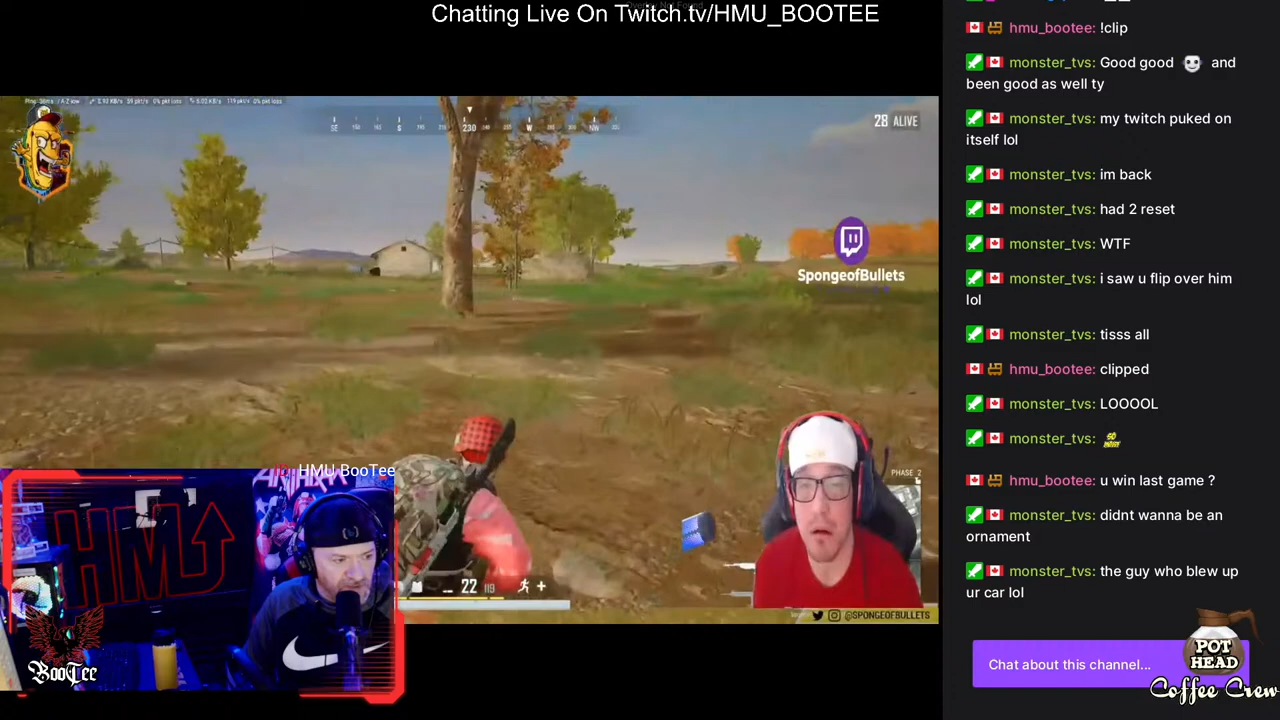 Chatting Live On Twitch.tv/HMU_BOOTEE
SE
S
230
W
NW
28 ALIVE
SpongeofBullets
HMU BooTee
HMU
BooTee
22 119
PHASE 2
@SPONGEOFBULLETS
hmu_bootee: !clip
monster_tvs: Good good and
been good as well ty
monster_tvs: my twitch puked on
itself lol
monster_tvs: im back
monster_tvs: had 2 reset
monster_tvs: WTF
monster_tvs: i saw u flip over him
lol
monster_tvs: tisss all
hmu_bootee: clipped
monster_tvs: LOOOOL
monster_tvs:
hmu_bootee: u win last game ?
monster_tvs: didnt wanna be an
ornament
monster_tvs: the guy who blew up
ur car lol
Chat about this channel...
POT
HEAD
Coffee Crew